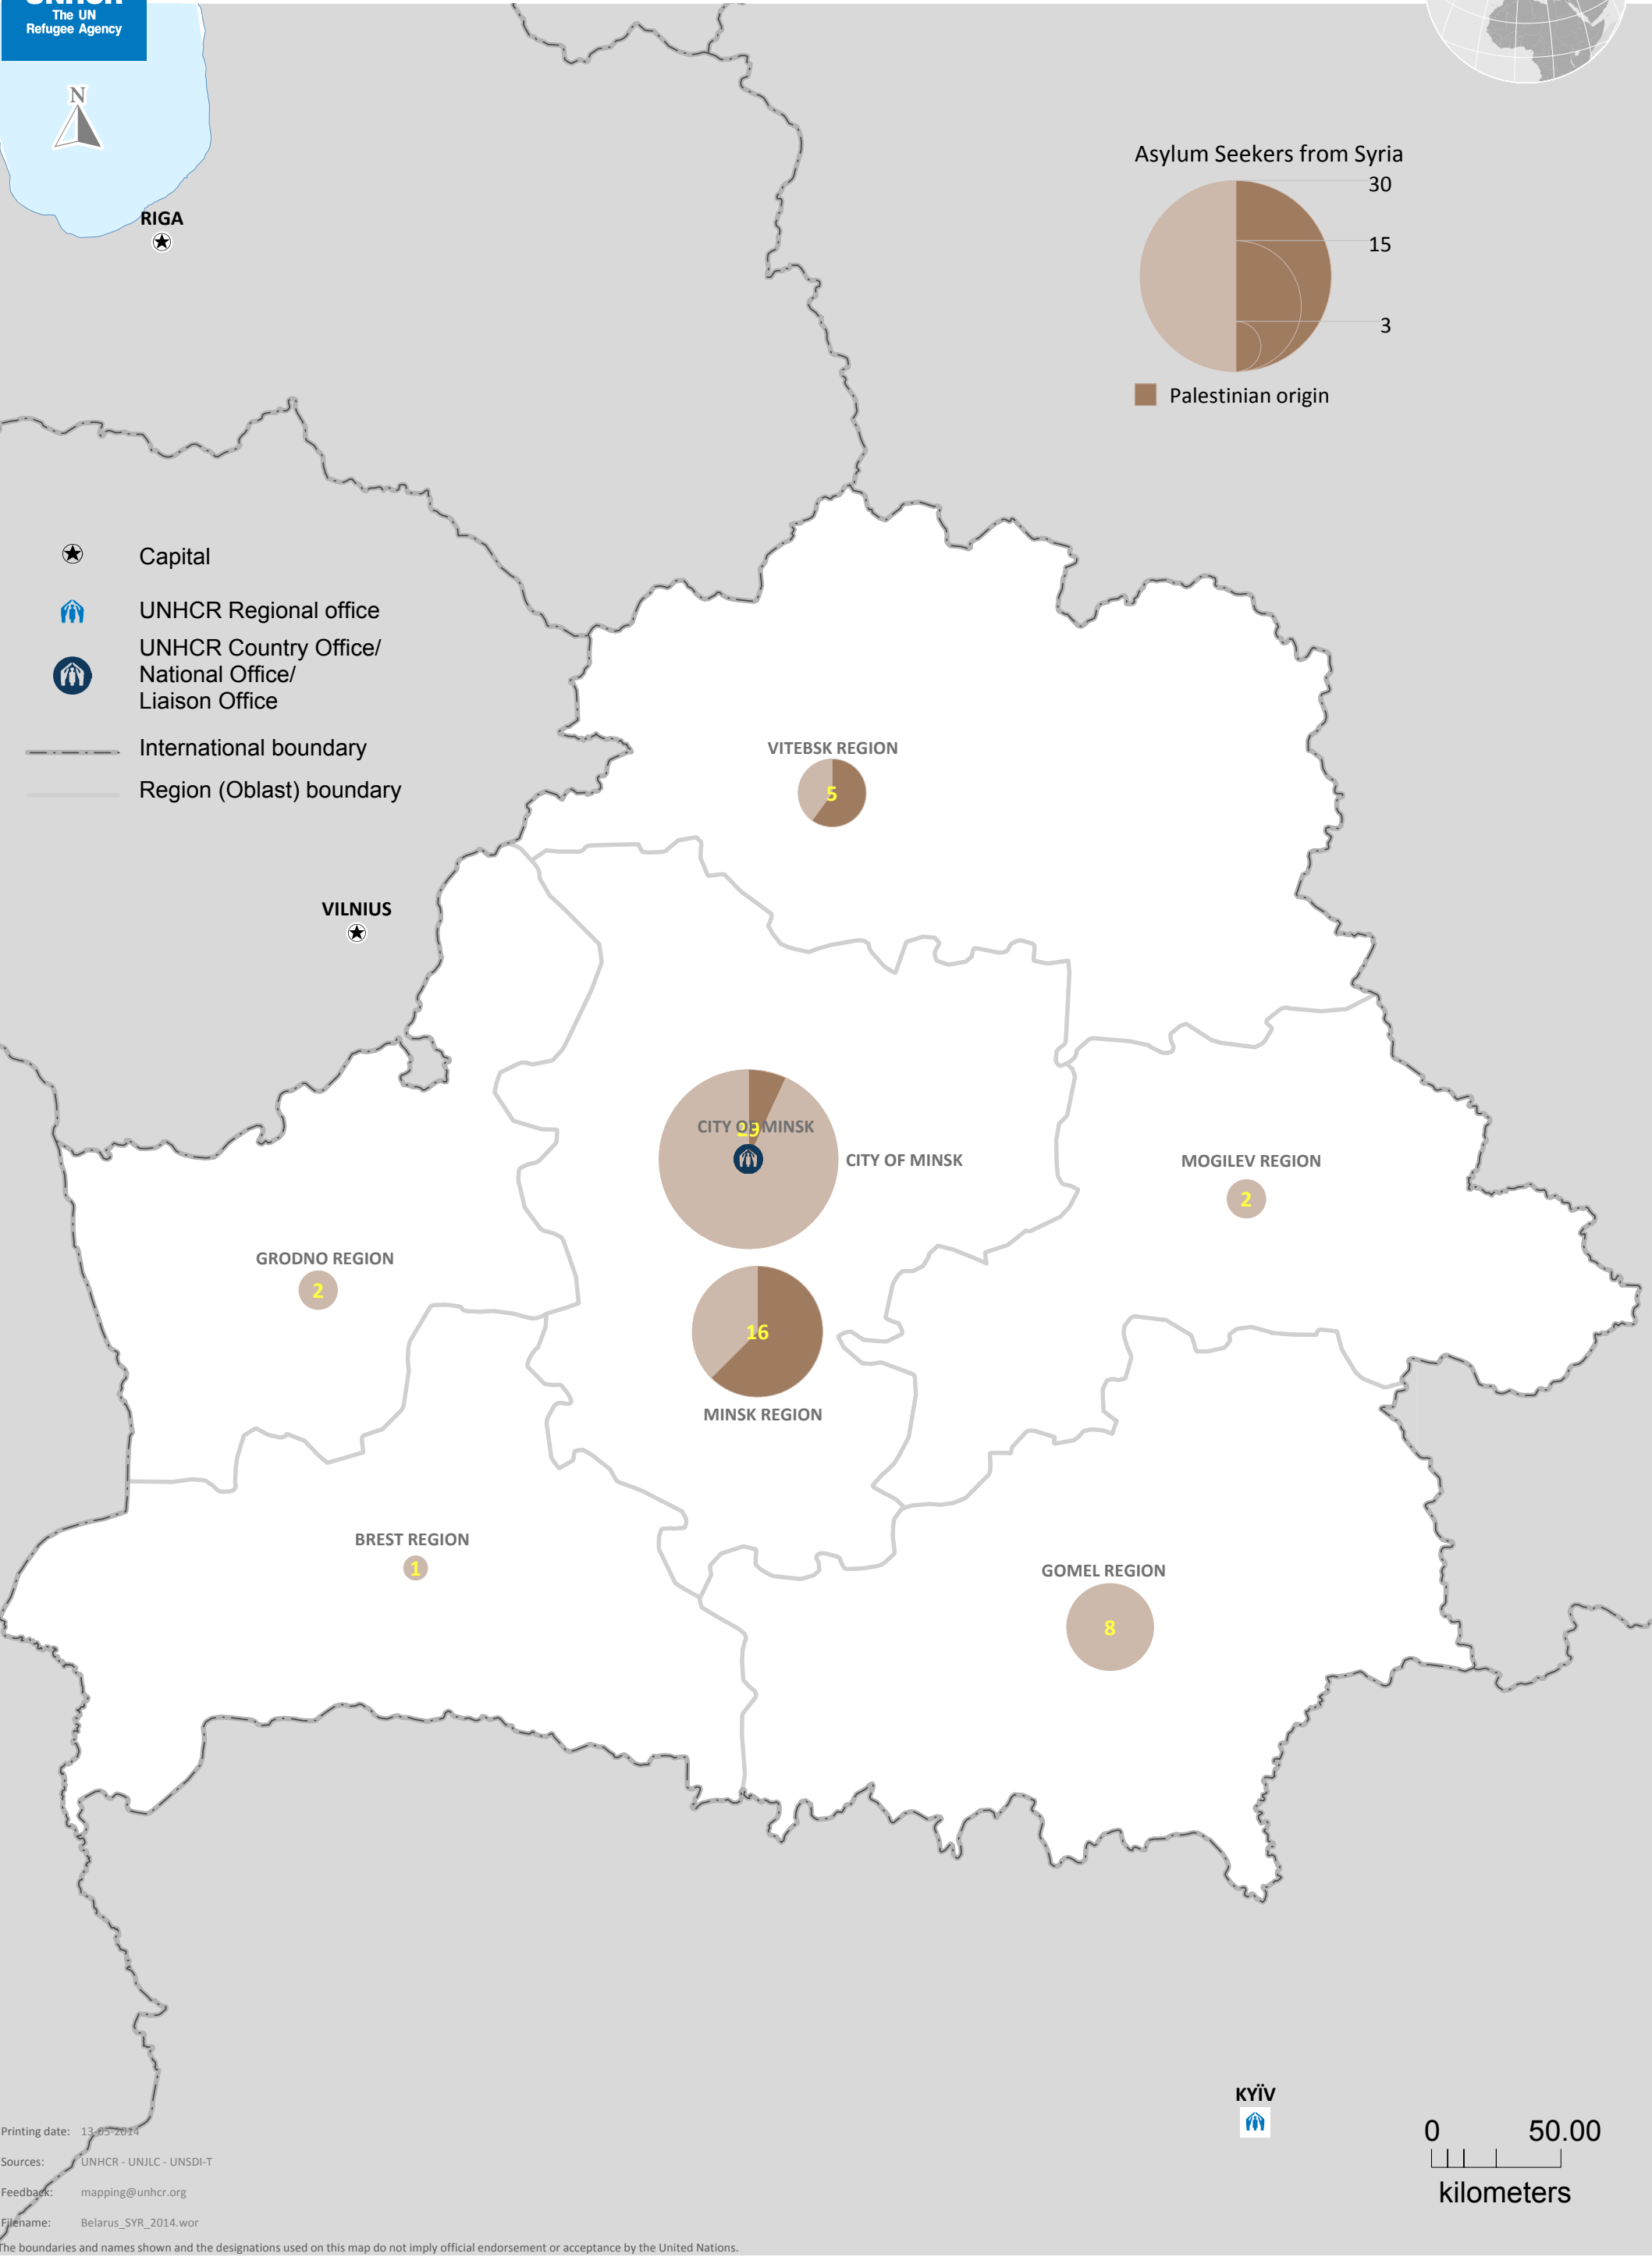 UNHCR
The UN
Refugee Agency
N
RIGA
Asylum Seekers from Syria
30
15
3
Palestinian origin
Capital
UNHCR Regional office
UNHCR Country Office/
National Office/
Liaison Office
International boundary
Region (Oblast) boundary
VITEBSK REGION
5
VILNIUS
CITY OF MINSK
29
CITY OF MINSK
MOGILEV REGION
2
GRODNO REGION
2
16
MINSK REGION
BREST REGION
1
GOMEL REGION
8
KYÏV
0 50.00
kilometers
Printing date: 13-05-2014
Sources: UNHCR - UNJLC - UNSDI-T
Feedback: mapping@unhcr.org
Filename: Belarus_SYR_2014.wor
The boundaries and names shown and the designations used on this map do not imply official endorsement or acceptance by the United Nations.